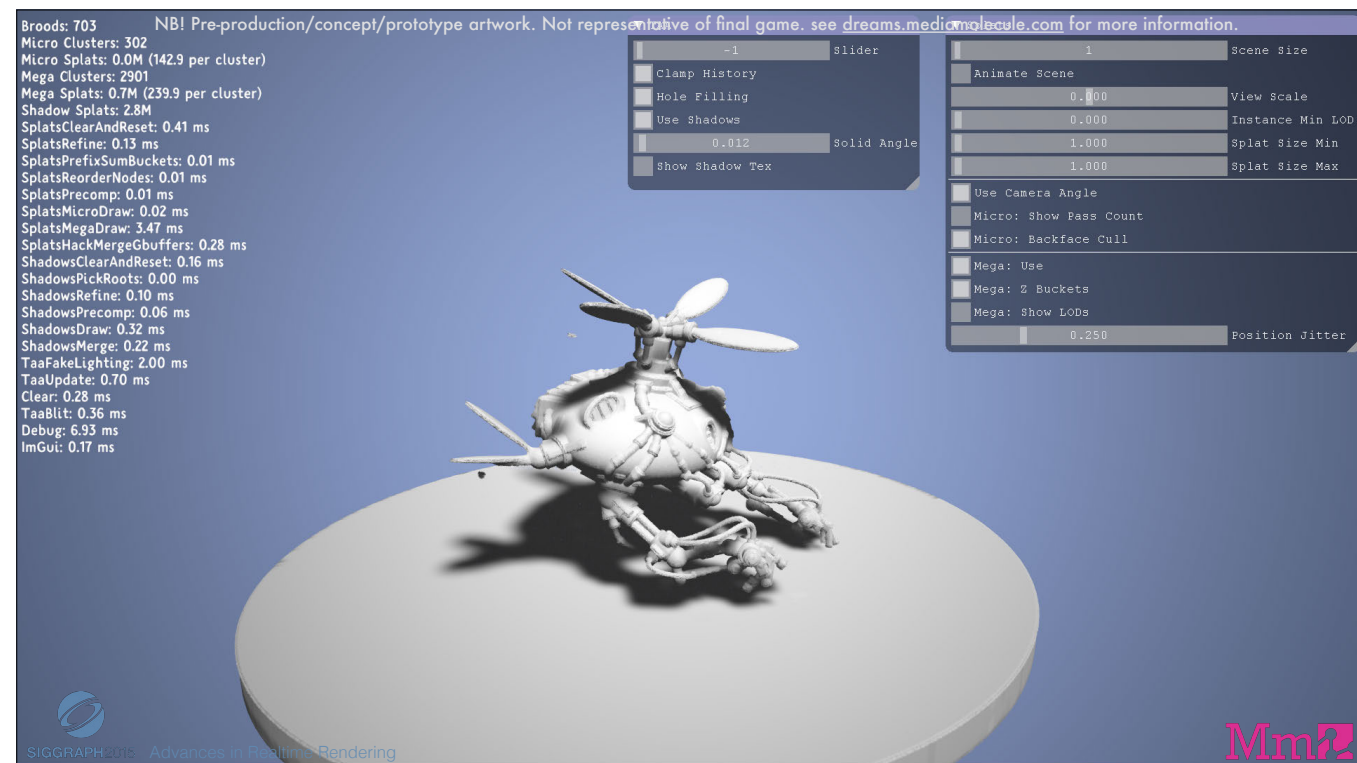 NB! Pre-production/concept/prototype artwork. Not representative of final game. see dreams.mediamolecule.com for more information.
Broods: 703
Micro Clusters: 302
Micro Splats: 0.0M (142.9 per cluster)
Mega Clusters: 2901
Mega Splats: 0.7M (239.9 per cluster)
Shadow Splats: 2.8M
SplatsClearAndReset: 0.41 ms
SplatsRefine: 0.13 ms
SplatsPrefixSumBuckets: 0.01 ms
SplatsReorderNodes: 0.01 ms
SplatsPrecomp: 0.01 ms
SplatsMicroDraw: 0.02 ms
SplatsMegaDraw: 3.47 ms
SplatsHackMergeGbuffers: 0.28 ms
ShadowsClearAndReset: 0.16 ms
ShadowsPickRoots: 0.00 ms
ShadowsRefine: 0.10 ms
ShadowsPrecomp: 0.06 ms
ShadowsDraw: 0.32 ms
ShadowsMerge: 0.22 ms
TaaFakeLighting: 2.00 ms
TaaUpdate: 0.70 ms
Clear: 0.28 ms
TaaBlit: 0.36 ms
Debug: 6.93 ms
ImGui: 0.17 ms
-1 Slider
Clamp History
Hole Filling
Use Shadows
0.012 Solid Angle
Show Shadow Tex
1 Scene Size
Animate Scene
0.000 View Scale
0.000 Instance Min LOD
1.000 Splat Size Min
1.000 Splat Size Max
Use Camera Angle
Micro: Show Pass Count
Micro: Backface Cull
Mega: Use
Mega: Z Buckets
Mega: Show LODs
0.250 Position Jitter
SIGGRAPH Advances in Realtime Rendering
Mm